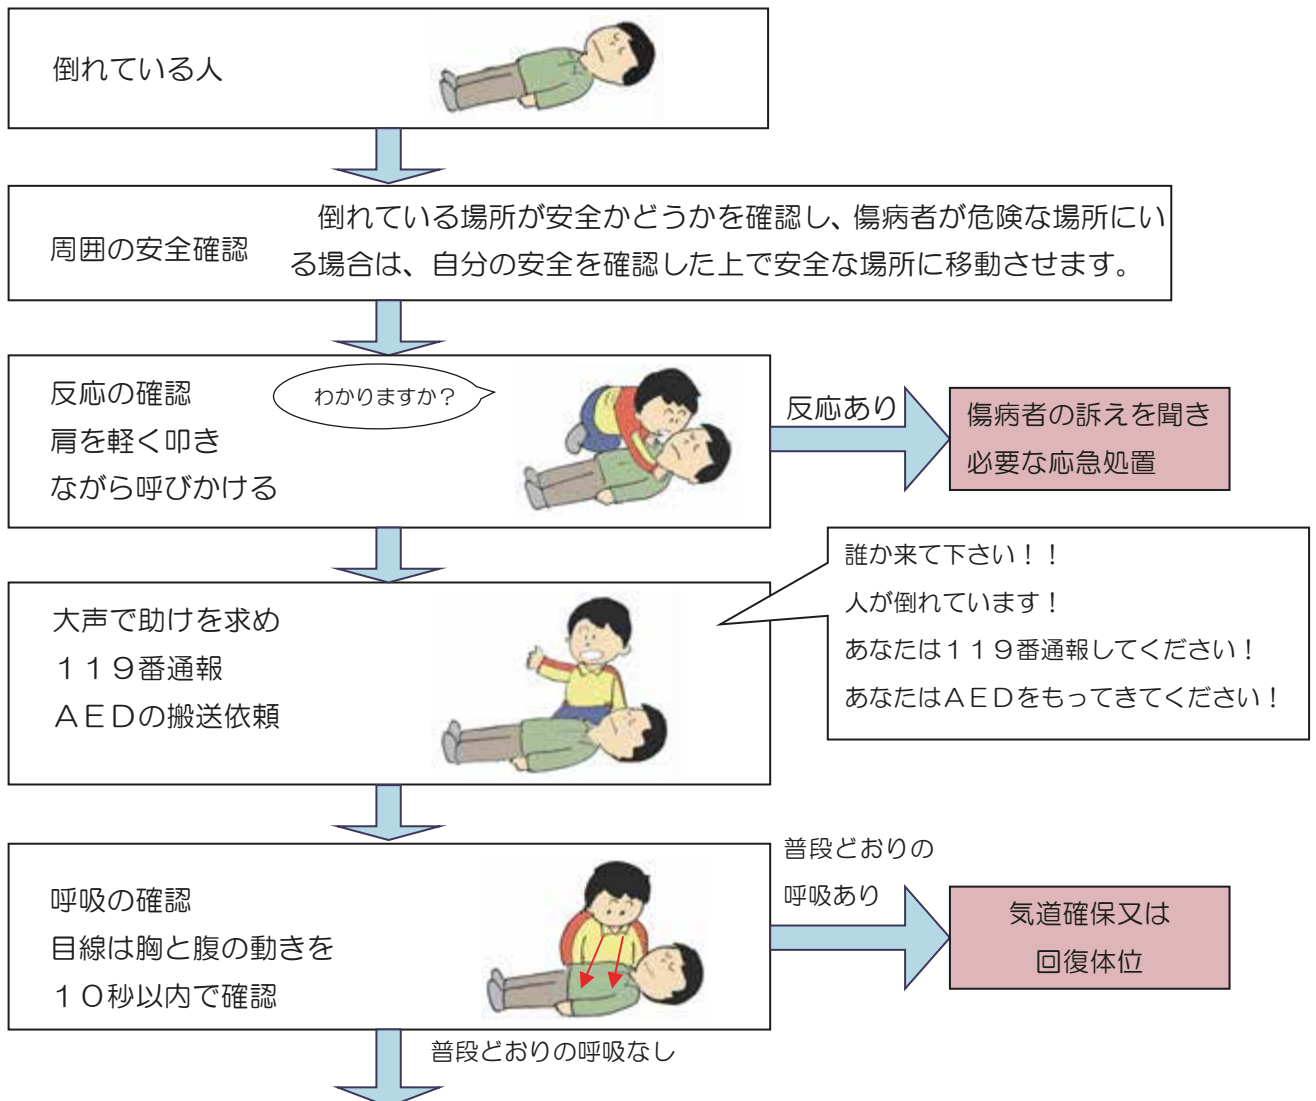 倒れている人
周囲の安全確認
倒れている場所が安全かどうかを確認し、傷病者が危険な場所にい
る場合は、自分の安全を確認した上で安全な場所に移動させます。
反応の確認
肩を軽く叩き
ながら呼びかける
わかりますか？
反応あり
傷病者の訴えを聞き
必要な応急処置
大声で助けを求め
１１９番通報
ＡＥＤの搬送依頼
誰か来て下さい！！
人が倒れています！
あなたは１１９番通報してください！
あなたはＡＥＤをもってきてください！
呼吸の確認
目線は胸と腹の動きを
１０秒以内で確認
普段どおりの
呼吸あり
気道確保又は
回復体位
普段どおりの呼吸なし